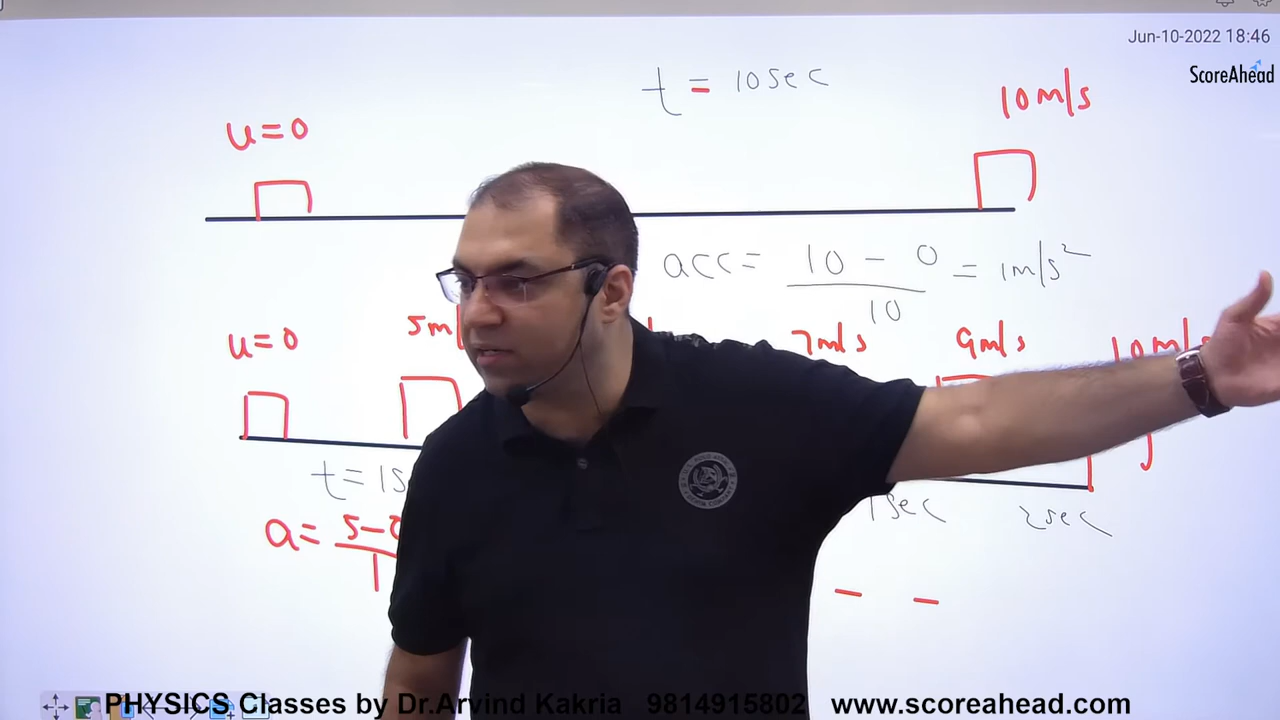 Jun-10-2022 18:46
ScoreAhead
t = 10sec
10m/s
u=0
acc= 10 - 0 / 10 = 1m/s²
u=0
7m/s
9m/s
10m/s
1sec
2sec
PHYSICS Classes by Dr.Arvind Kakria 9814915802 www.scoreahead.com